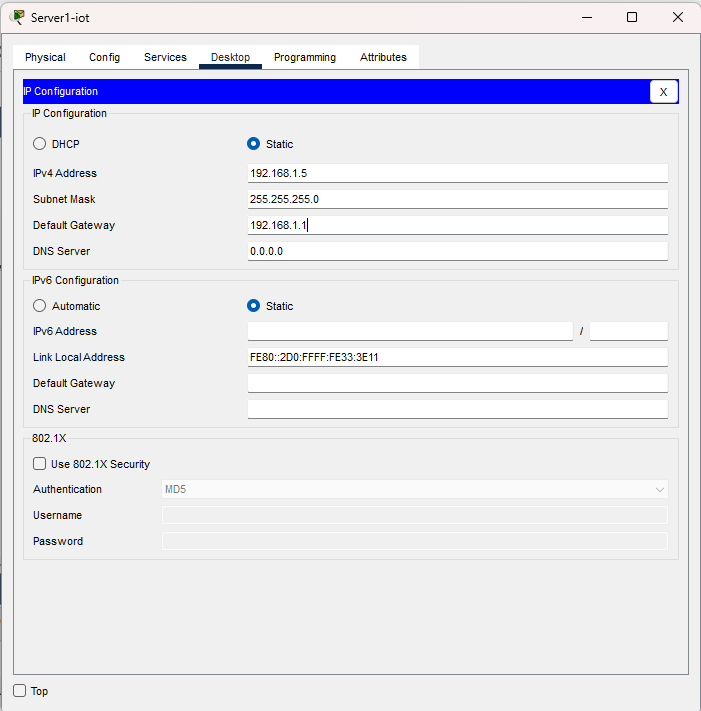 Server1-iot
Physical Config Services Desktop Programming Attributes
IP Configuration X
IP Configuration
DHCP Static
IPv4 Address 192.168.1.5
Subnet Mask 255.255.255.0
Default Gateway 192.168.1.1
DNS Server 0.0.0.0
IPv6 Configuration
Automatic Static
IPv6 Address /
Link Local Address FE80::2D0:FFFF:FE33:3E11
Default Gateway
DNS Server
802.1X
Use 802.1X Security
Authentication MD5
Username
Password
Top